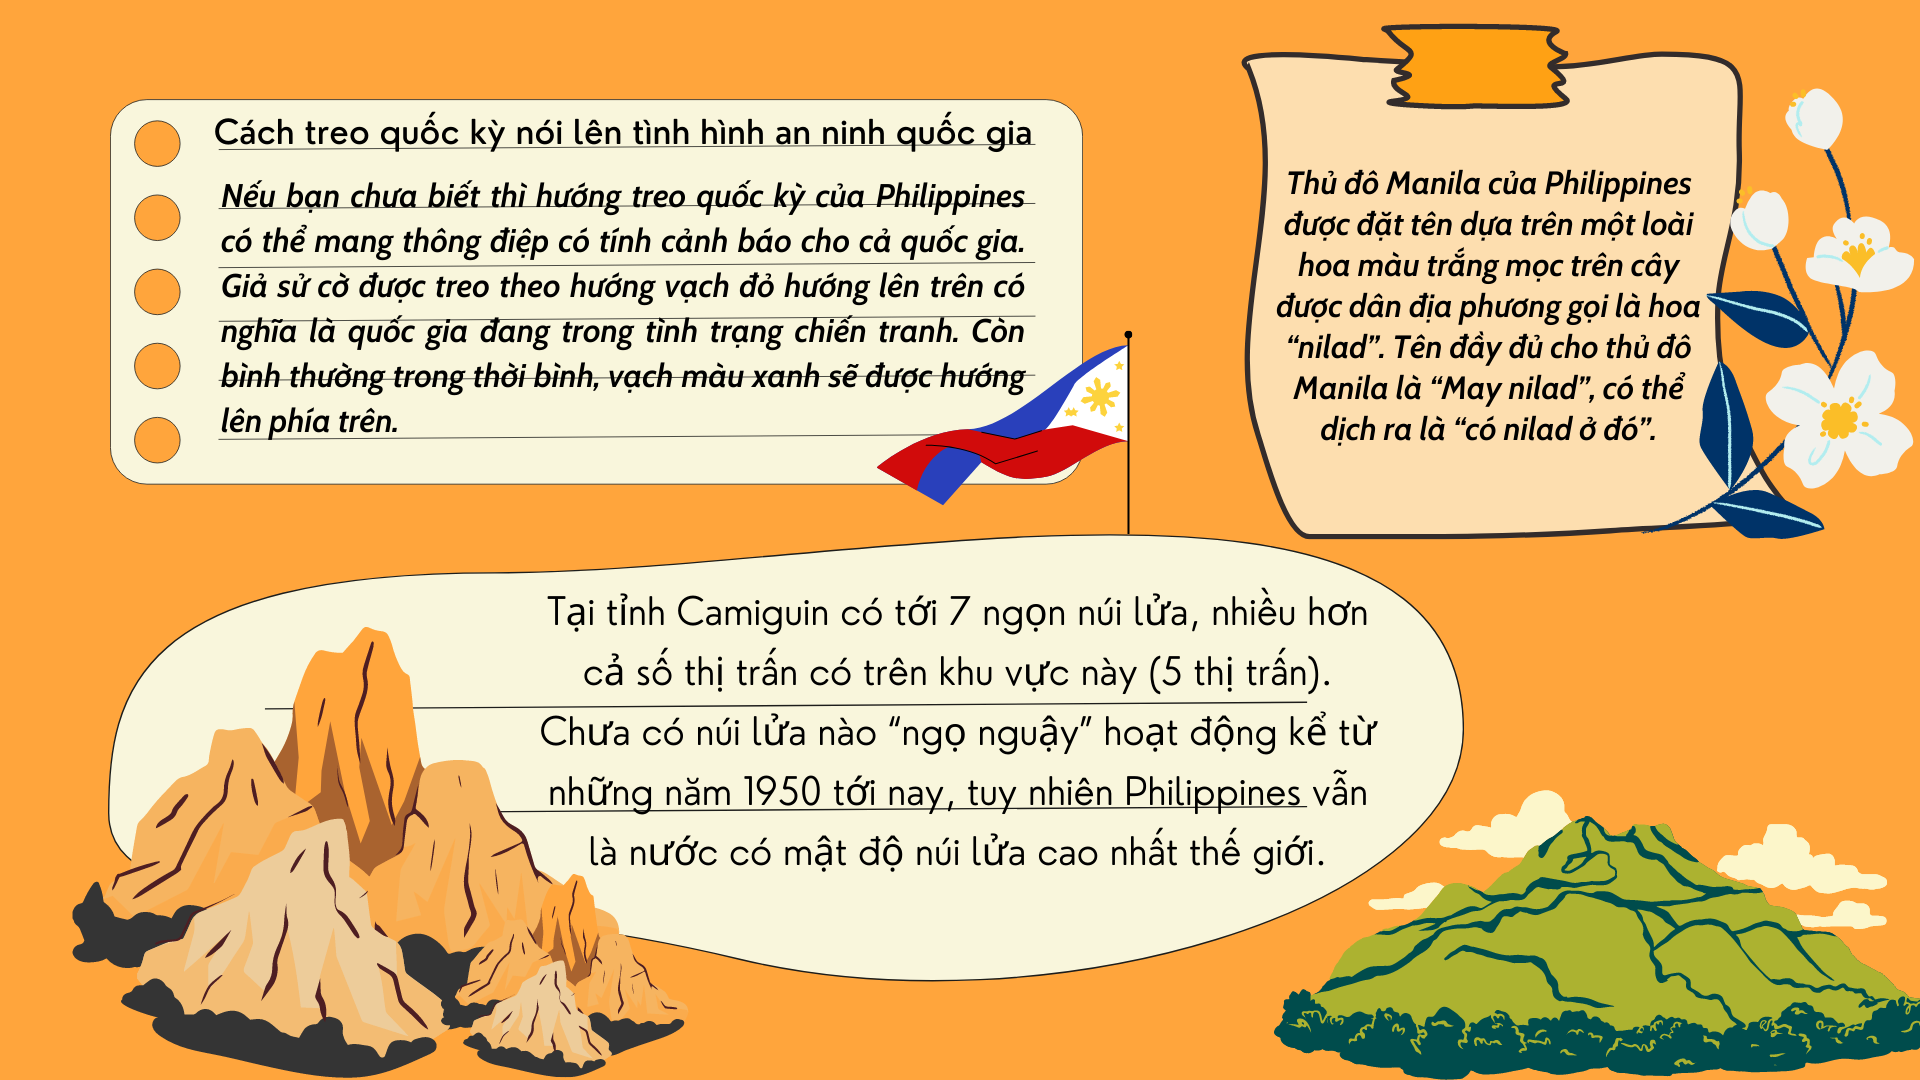 Cách treo quốc kỳ nói lên tình hình an ninh quốc gia
Nếu bạn chưa biết thì hướng treo quốc kỳ của Philippines
có thể mang thông điệp có tính cảnh báo cho cả quốc gia.
Giả sử cờ được treo theo hướng vạch đỏ hướng lên trên có
nghĩa là quốc gia đang trong tình trạng chiến tranh. Còn
bình thường trong thời bình, vạch màu xanh sẽ được hướng
lên phía trên.
Thủ đô Manila của Philippines
được đặt tên dựa trên một loài
hoa màu trắng mọc trên cây
được dân địa phương gọi là hoa
“nilad”. Tên đầy đủ cho thủ đô
Manila là “May nilad”, có thể
dịch ra là “có nilad ở đó”.
Tại tỉnh Camiguin có tới 7 ngọn núi lửa, nhiều hơn
cả số thị trấn có trên khu vực này (5 thị trấn).
Chưa có núi lửa nào “ngọ nguậy” hoạt động kể từ
những năm 1950 tới nay, tuy nhiên Philippines vẫn
là nước có mật độ núi lửa cao nhất thế giới.